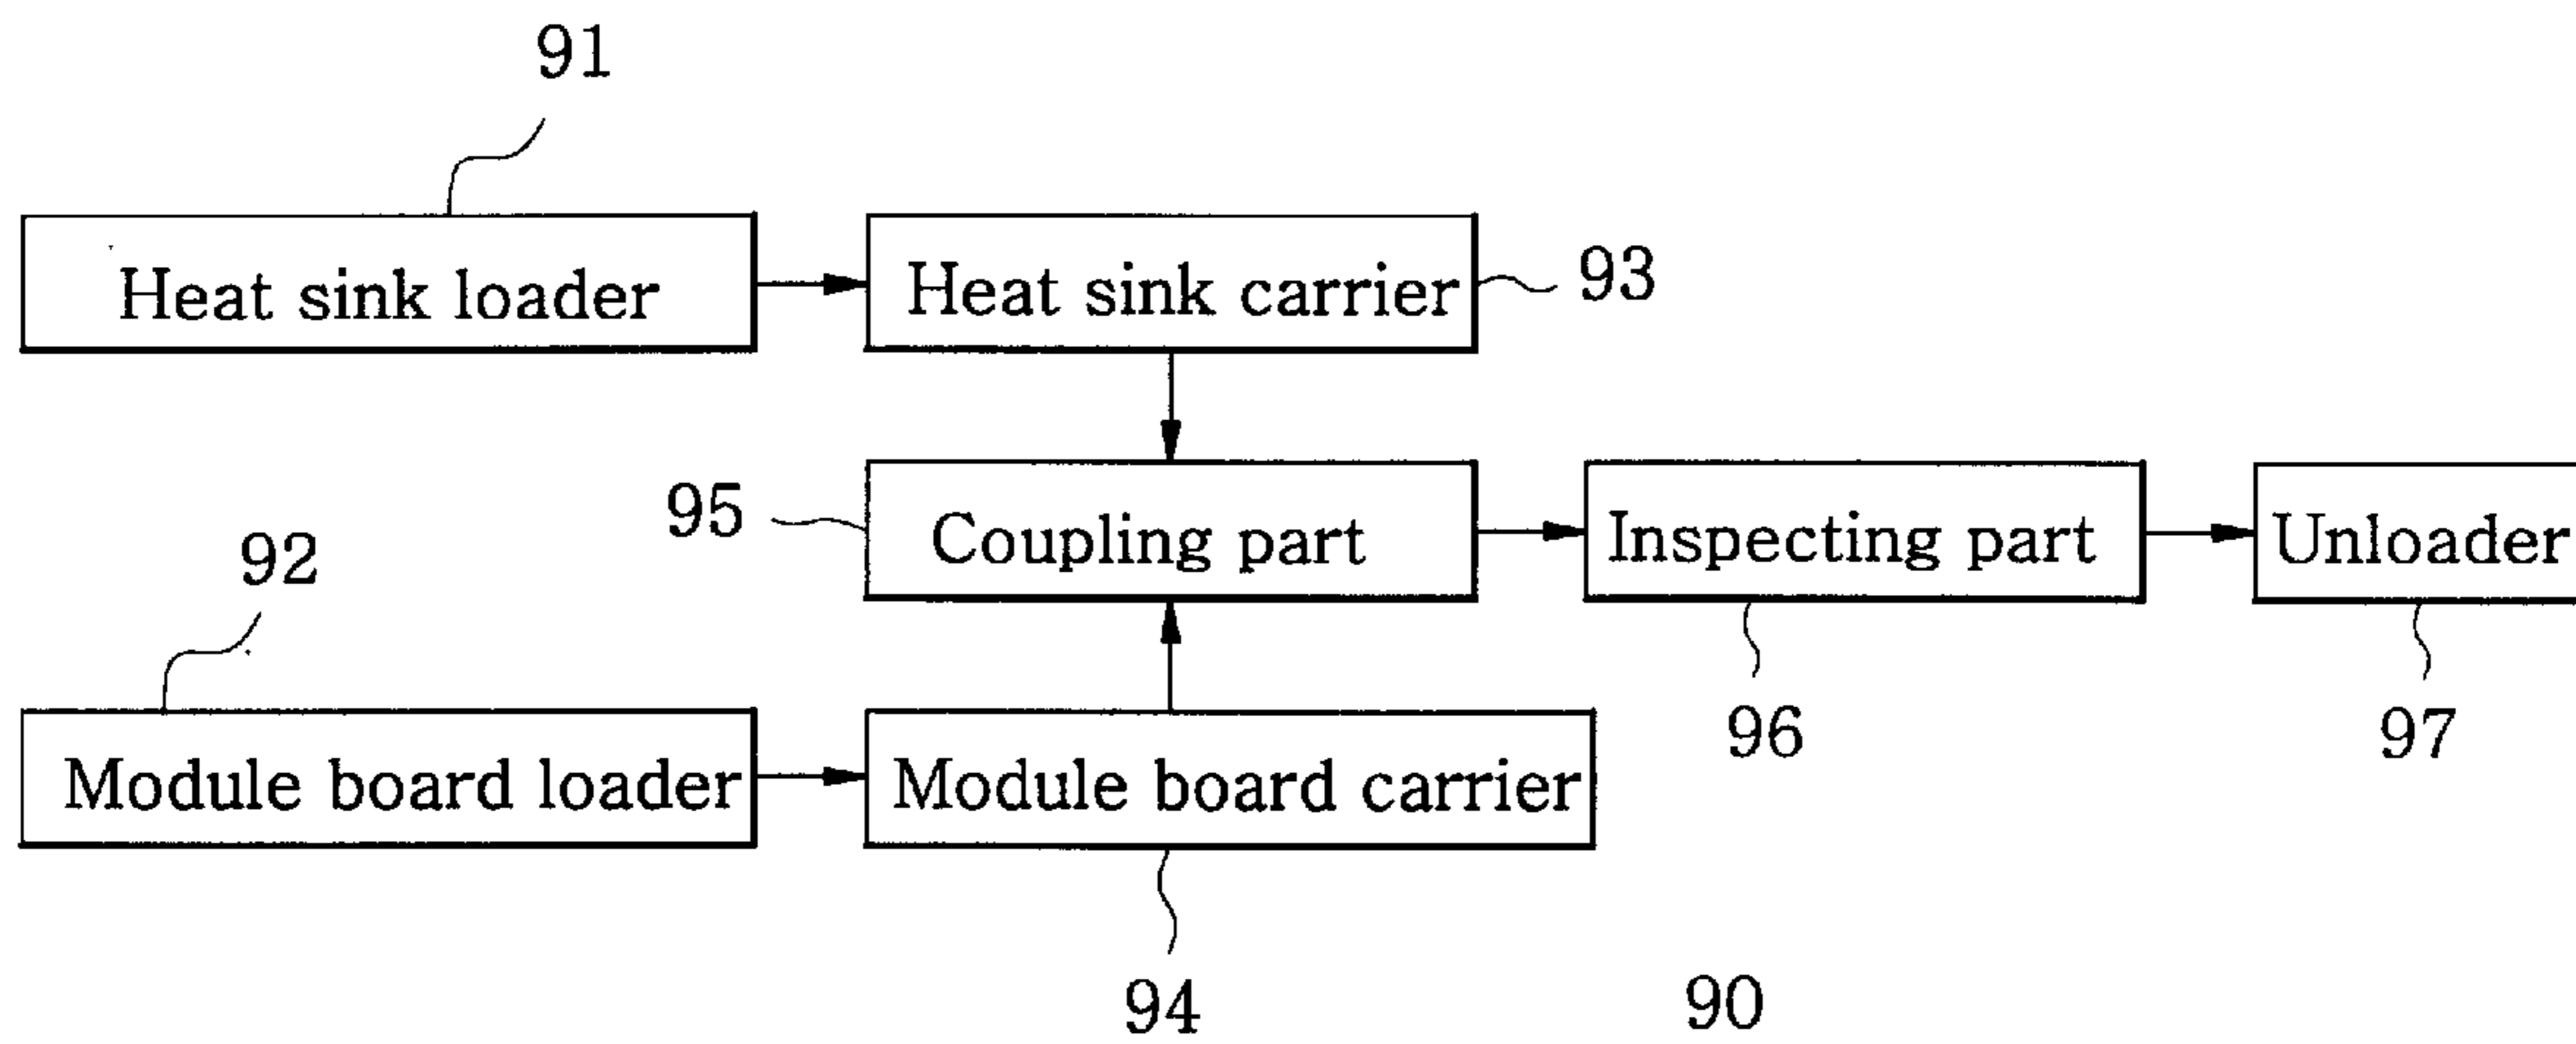 91
Heat sink loader
Heat sink carrier
93
95
Coupling part
Inspecting part
Unloader
92
96
97
Module board loader
Module board carrier
94
90